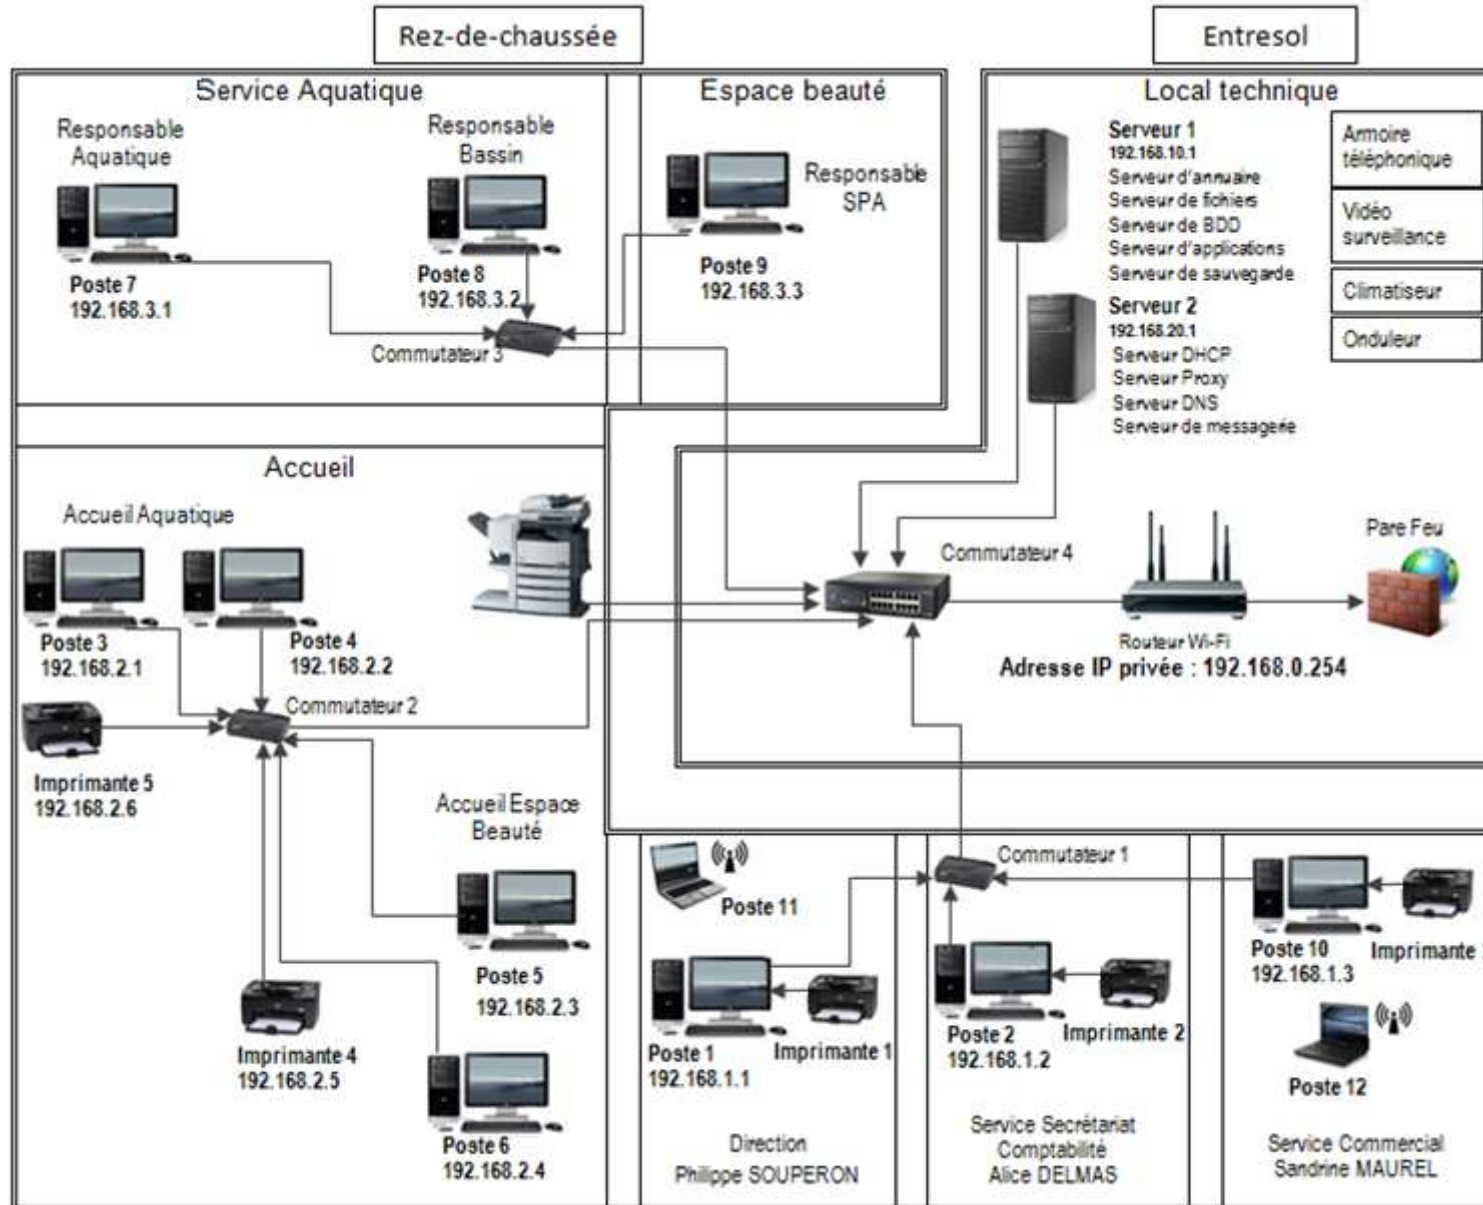 Rez-de-chaussée
Entresol
Service Aquatique
Espace beauté
Local technique
Responsable
Aquatique
Responsable
Bassin
Responsable
SPA
Poste 7
192.168.3.1
Poste 8
192.168.3.2
Poste 9
192.168.3.3
Commutateur 3
Serveur 1
192.168.10.1
Serveur d'annuaire
Serveur de fichiers
Serveur de BDD
Serveur d'applications
Serveur de sauvegarde
Serveur 2
192.168.20.1
Serveur DHCP
Serveur Proxy
Serveur DNS
Serveur de messagerie
Armoire
téléphonique
Vidéo
surveillance
Climatiseur
Onduleur
Accueil
Accueil Aquatique
Poste 3
192.168.2.1
Poste 4
192.168.2.2
Commutateur 2
Imprimante 5
192.168.2.6
Accueil Espace
Beauté
Poste 5
192.168.2.3
Imprimante 4
192.168.2.5
Poste 6
192.168.2.4
Commutateur 4
Pare Feu
Routeur Wi-Fi
Adresse IP privée : 192.168.0.254
Poste 11
Commutateur 1
Poste 1
192.168.1.1
Imprimante 1
Direction
Philippe SOUPERON
Poste 2
192.168.1.2
Imprimante 2
Service Secrétariat
Comptabilité
Alice DELMAS
Poste 10
192.168.1.3
Imprimante
Poste 12
Service Commercial
Sandrine MAUREL